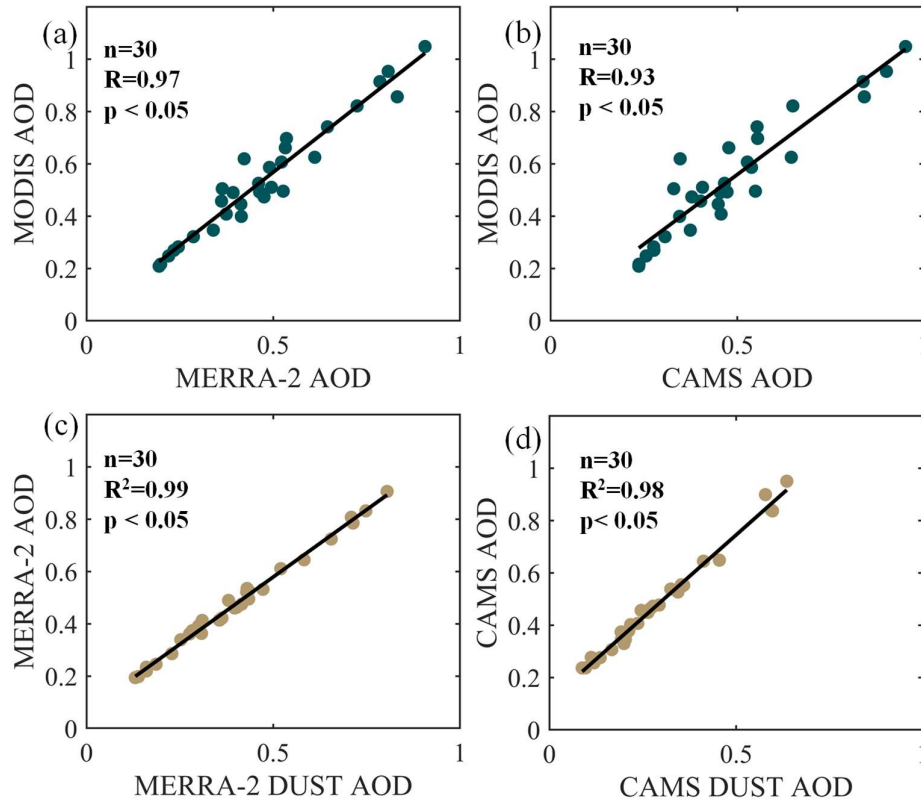 (a)
n=30
R=0.97
p < 0.05
MODIS AOD
1
0.8
0.6
0.4
0.2
0
0
0.5
1
MERRA-2 AOD
(b)
n=30
R=0.93
p < 0.05
MODIS AOD
1
0.8
0.6
0.4
0.2
0
0
0.5
1
CAMS AOD
(c)
n=30
R²=0.99
p < 0.05
MERRA-2 AOD
1
0.8
0.6
0.4
0.2
0
0
0.5
1
MERRA-2 DUST AOD
(d)
n=30
R²=0.98
p< 0.05
CAMS AOD
1
0.8
0.6
0.4
0.2
0
0
0.5
CAMS DUST AOD